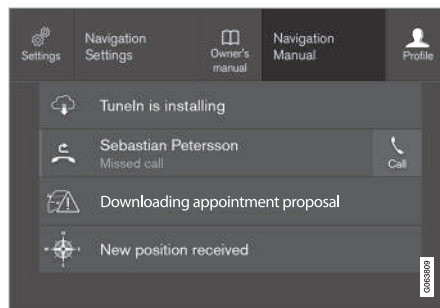 Settings
Navigation
Settings
Owner's
manual
Navigation
Manual
Profile
TuneIn is installing
Sebastian Petersson
Missed call
Call
Downloading appointment proposal
New position received
G063809